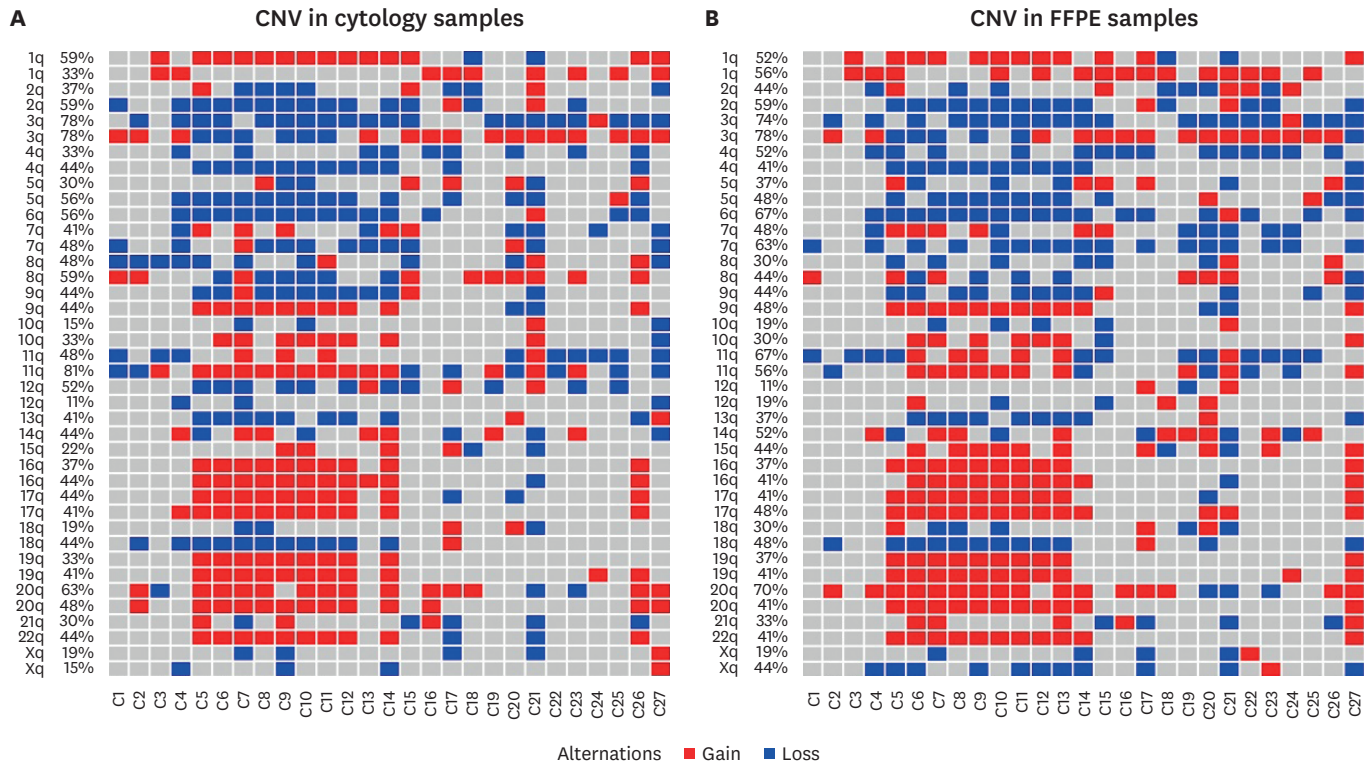 A CNV in cytology samples
1q 59%
1q 33%
2q 37%
2q 59%
3q 78%
3q 78%
4q 33%
4q 44%
5q 30%
5q 56%
6q 56%
7q 41%
7q 48%
8q 48%
8q 59%
9q 44%
9q 44%
10q 15%
10q 33%
11q 48%
11q 81%
12q 52%
12q 11%
13q 41%
14q 44%
15q 22%
16q 37%
16q 44%
17q 44%
17q 41%
18q 19%
18q 44%
19q 33%
19q 41%
20q 63%
20q 48%
21q 30%
22q 44%
Xq 19%
Xq 15%
C1 C2 C3 C4 C5 C6 C7 C8 C9 C10 C11 C12 C13 C14 C15 C16 C17 C18 C19 C20 C21 C22 C23 C24 C25 C26 C27
B CNV in FFPE samples
1q 52%
1q 56%
2q 44%
2q 59%
3q 74%
3q 78%
4q 52%
4q 41%
5q 37%
5q 48%
6q 67%
7q 48%
7q 63%
8q 30%
8q 44%
9q 44%
9q 48%
10q 19%
10q 30%
11q 67%
11q 56%
12q 11%
12q 19%
13q 37%
14q 52%
15q 44%
16q 37%
16q 41%
17q 41%
17q 48%
18q 30%
18q 48%
19q 37%
19q 41%
20q 70%
20q 41%
21q 33%
22q 41%
Xq 19%
Xq 44%
C1 C2 C3 C4 C5 C6 C7 C8 C9 C10 C11 C12 C13 C14 C15 C16 C17 C18 C19 C20 C21 C22 C23 C24 C25 C26 C27
Alternations Gain Loss